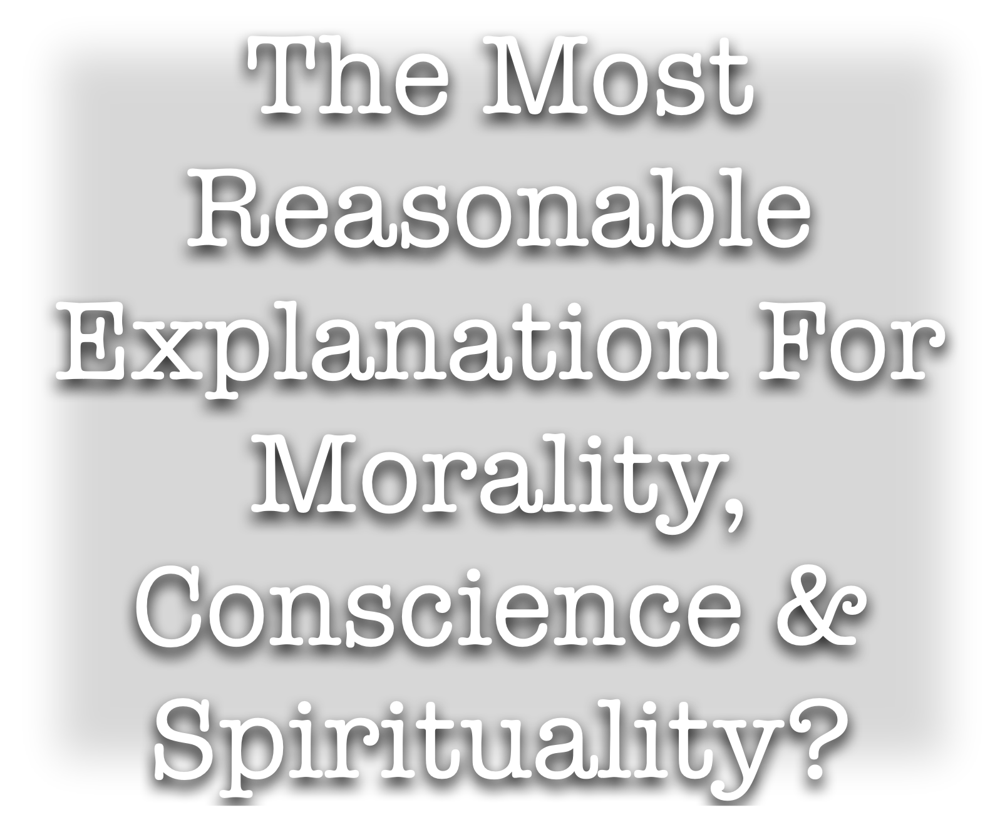 The Most
Reasonable
Explanation For
Morality,
Conscience &
Spirituality?